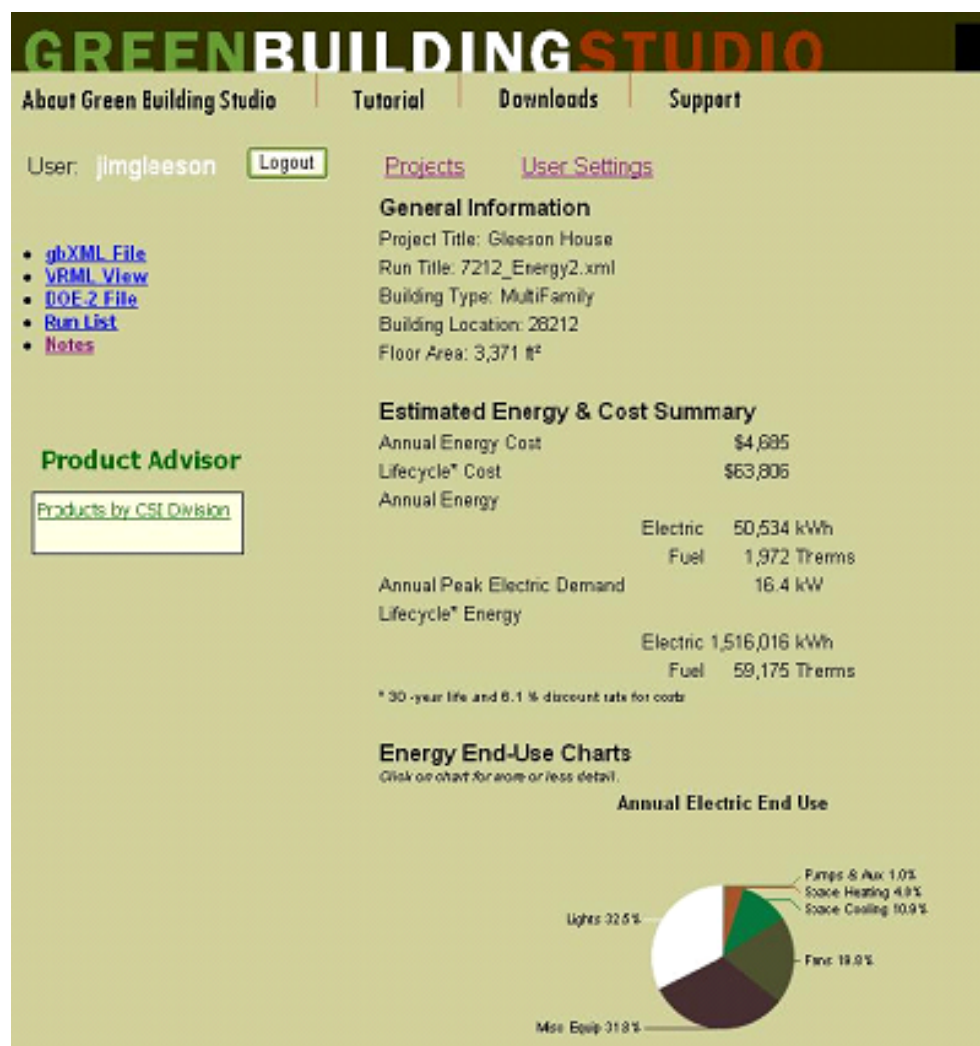 GREENBUILDINGSTUDIO
About Green Building Studio Tutorial Downloads Support
User: jimgleeson Logout Projects User Settings
gbXML File
VRML View
DOE-2 File
Run List
Notes
Product Advisor
Products by CSI Division
General Information
Project Title: Gleeson House
Run Title: 7212_Energy2.xml
Building Type: MultiFamily
Building Location: 28212
Floor Area: 3,371 ft²
Estimated Energy & Cost Summary
Annual Energy Cost $4,685
Lifecycle* Cost $63,806
Annual Energy
Electric 50,534 kWh
Fuel 1,972 Therms
Annual Peak Electric Demand 16.4 kW
Lifecycle* Energy
Electric 1,516,016 kWh
Fuel 59,175 Therms
* 30-year life and 6.1 % discount rate for costs
Energy End-Use Charts
Click on chart for more or less detail.
Annual Electric End Use
Pumps & Aux 1.0%
Space Heating
Space Cooling 10.9%
Lights 32.5%
Fans
Misc Equip 31.8%